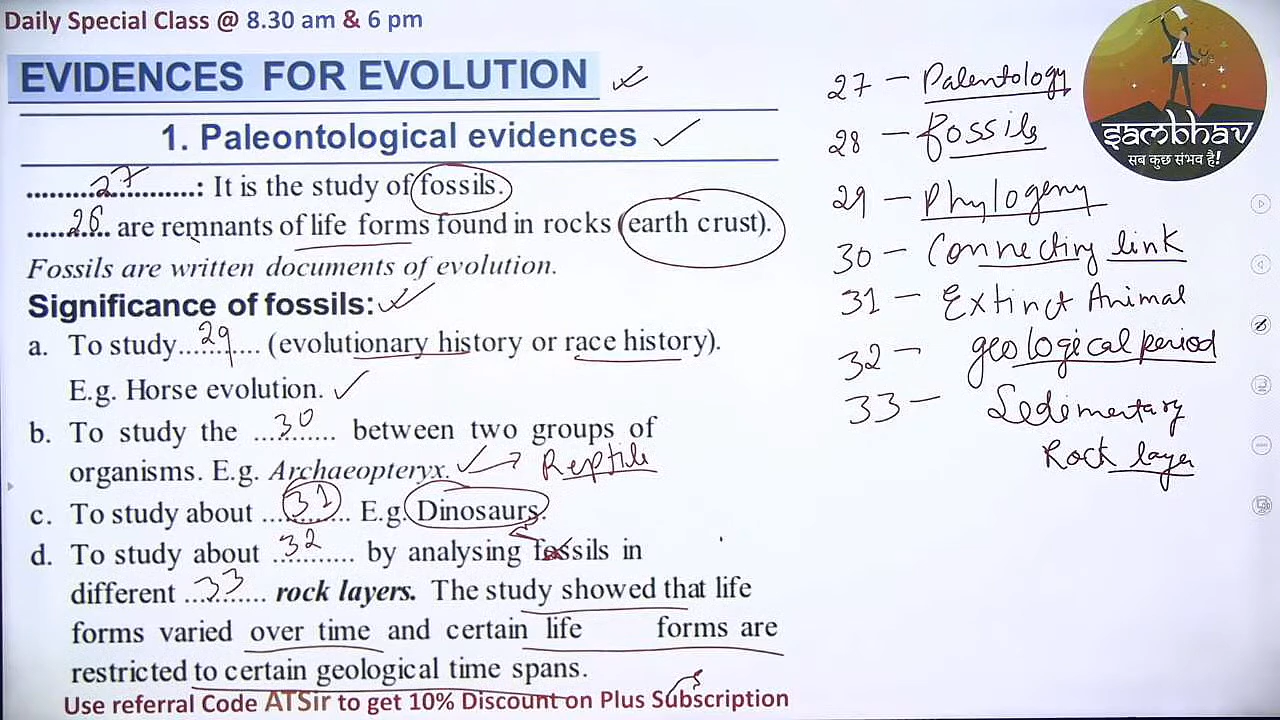 Daily Special Class @ 8.30 am & 6 pm
EVIDENCES FOR EVOLUTION
1. Paleontological evidences
.........27.........: It is the study of fossils.
....26.... are remnants of life forms found in rocks (earth crust).
Fossils are written documents of evolution.
Significance of fossils:
a. To study....29.... (evolutionary history or race history).
E.g. Horse evolution.
b. To study the ....30.... between two groups of
organisms. E.g. Archaeopteryx. → Reptile
c. To study about ....31.... E.g. Dinosaurs.
d. To study about ....32.... by analysing fossils in
different ....33.... rock layers. The study showed that life
forms varied over time and certain life forms are
restricted to certain geological time spans.
Use referral Code ATSir to get 10% Discount on Plus Subscription
27 - Palentology
28 - Fossils
29 - Phylogeny
30 - Connecting link
31 - Extinct Animal
32 - geological period
33 - Sedimentary
Rock layer
sambhav
सब कुछ संभव है!